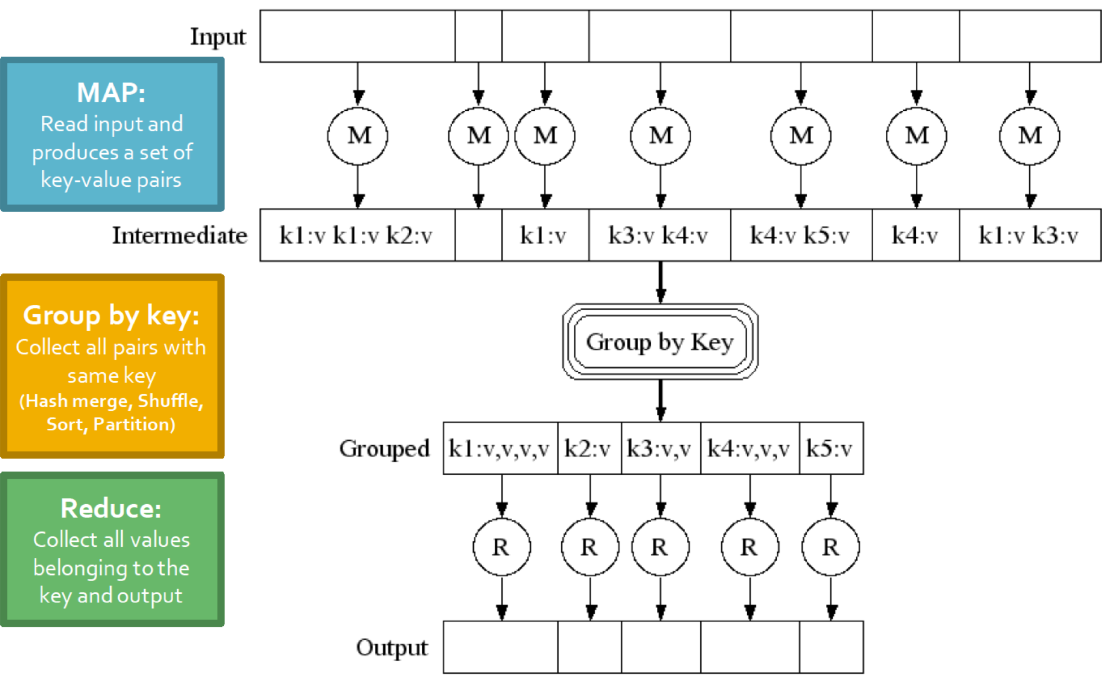 Input
MAP:
Read input and
produces a set of
key-value pairs
M M M M M M M
Intermediate
k1:v k1:v k2:v
k1:v
k3:v k4:v
k4:v k5:v
k4:v
k1:v k3:v
Group by key:
Collect all pairs with
same key
(Hash merge, Shuffle,
Sort, Partition)
Group by Key
Grouped
k1:v,v,v,v
k2:v
k3:v,v
k4:v,v,v
k5:v
Reduce:
Collect all values
belonging to the
key and output
R R R R R
Output